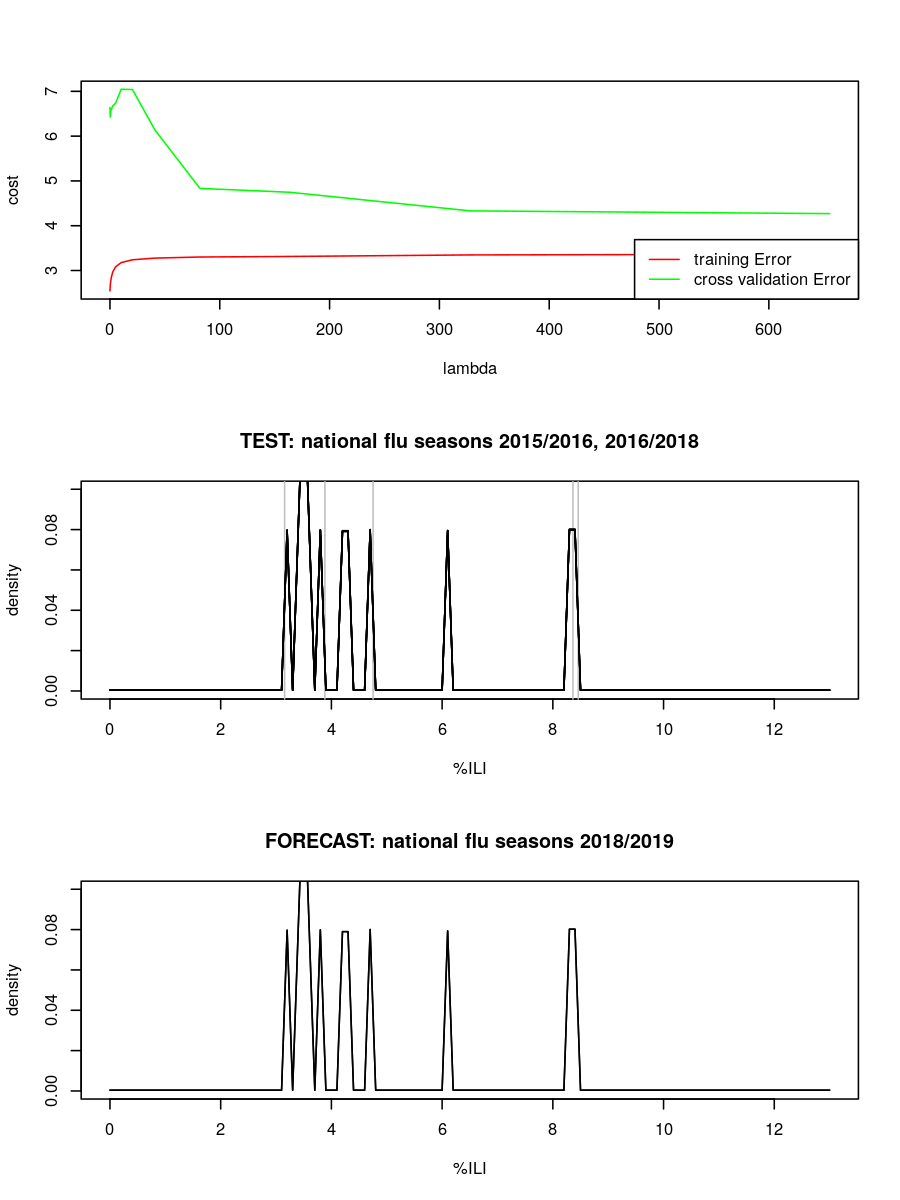 7
6
5
4
3
cost
training Error
cross validation Error
0 100 200 300 400 500 600
lambda
TEST: national flu seasons 2015/2016, 2016/2018
0.08
0.04
0.00
density
0 2 4 6 8 10 12
%ILI
FORECAST: national flu seasons 2018/2019
0.08
0.04
0.00
density
0 2 4 6 8 10 12
%ILI